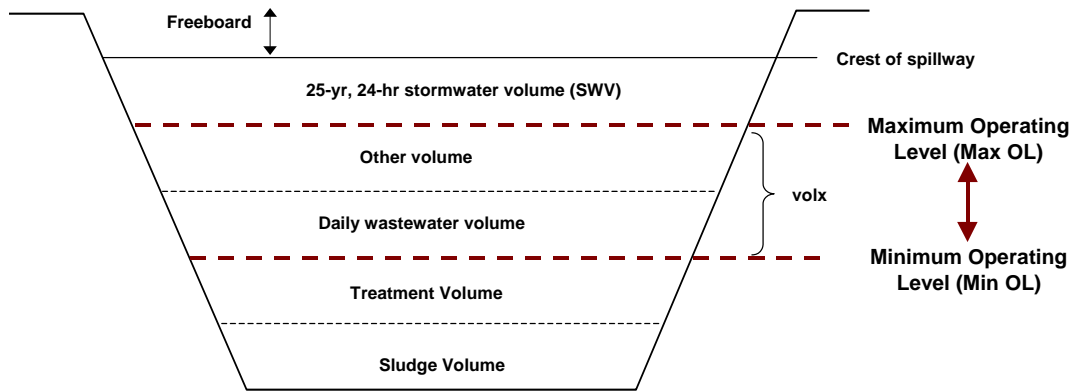 Freeboard
Crest of spillway
25-yr, 24-hr stormwater volume (SWV)
Maximum Operating
Level (Max OL)
Other volume
volx
Daily wastewater volume
Minimum Operating
Level (Min OL)
Treatment Volume
Sludge Volume